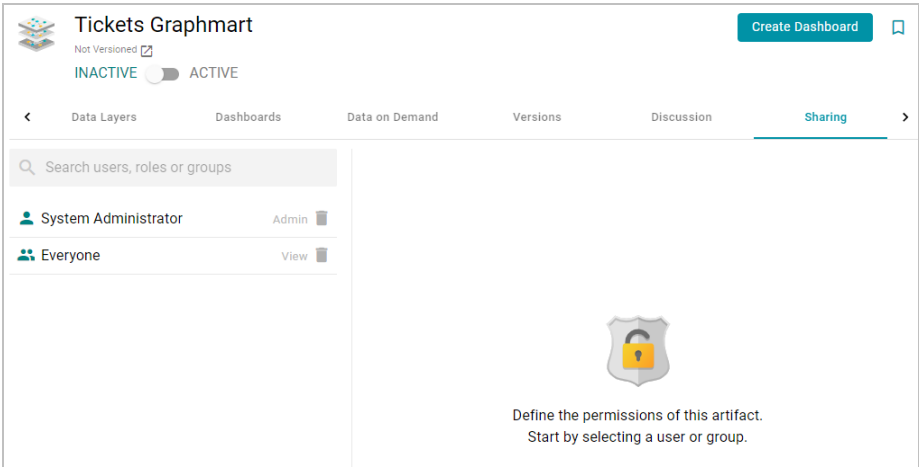 Tickets Graphmart
Create Dashboard
Not Versioned
INACTIVE ACTIVE
Data Layers Dashboards Data on Demand Versions Discussion Sharing
Search users, roles or groups
System Administrator Admin
Everyone View
Define the permissions of this artifact.
Start by selecting a user or group.